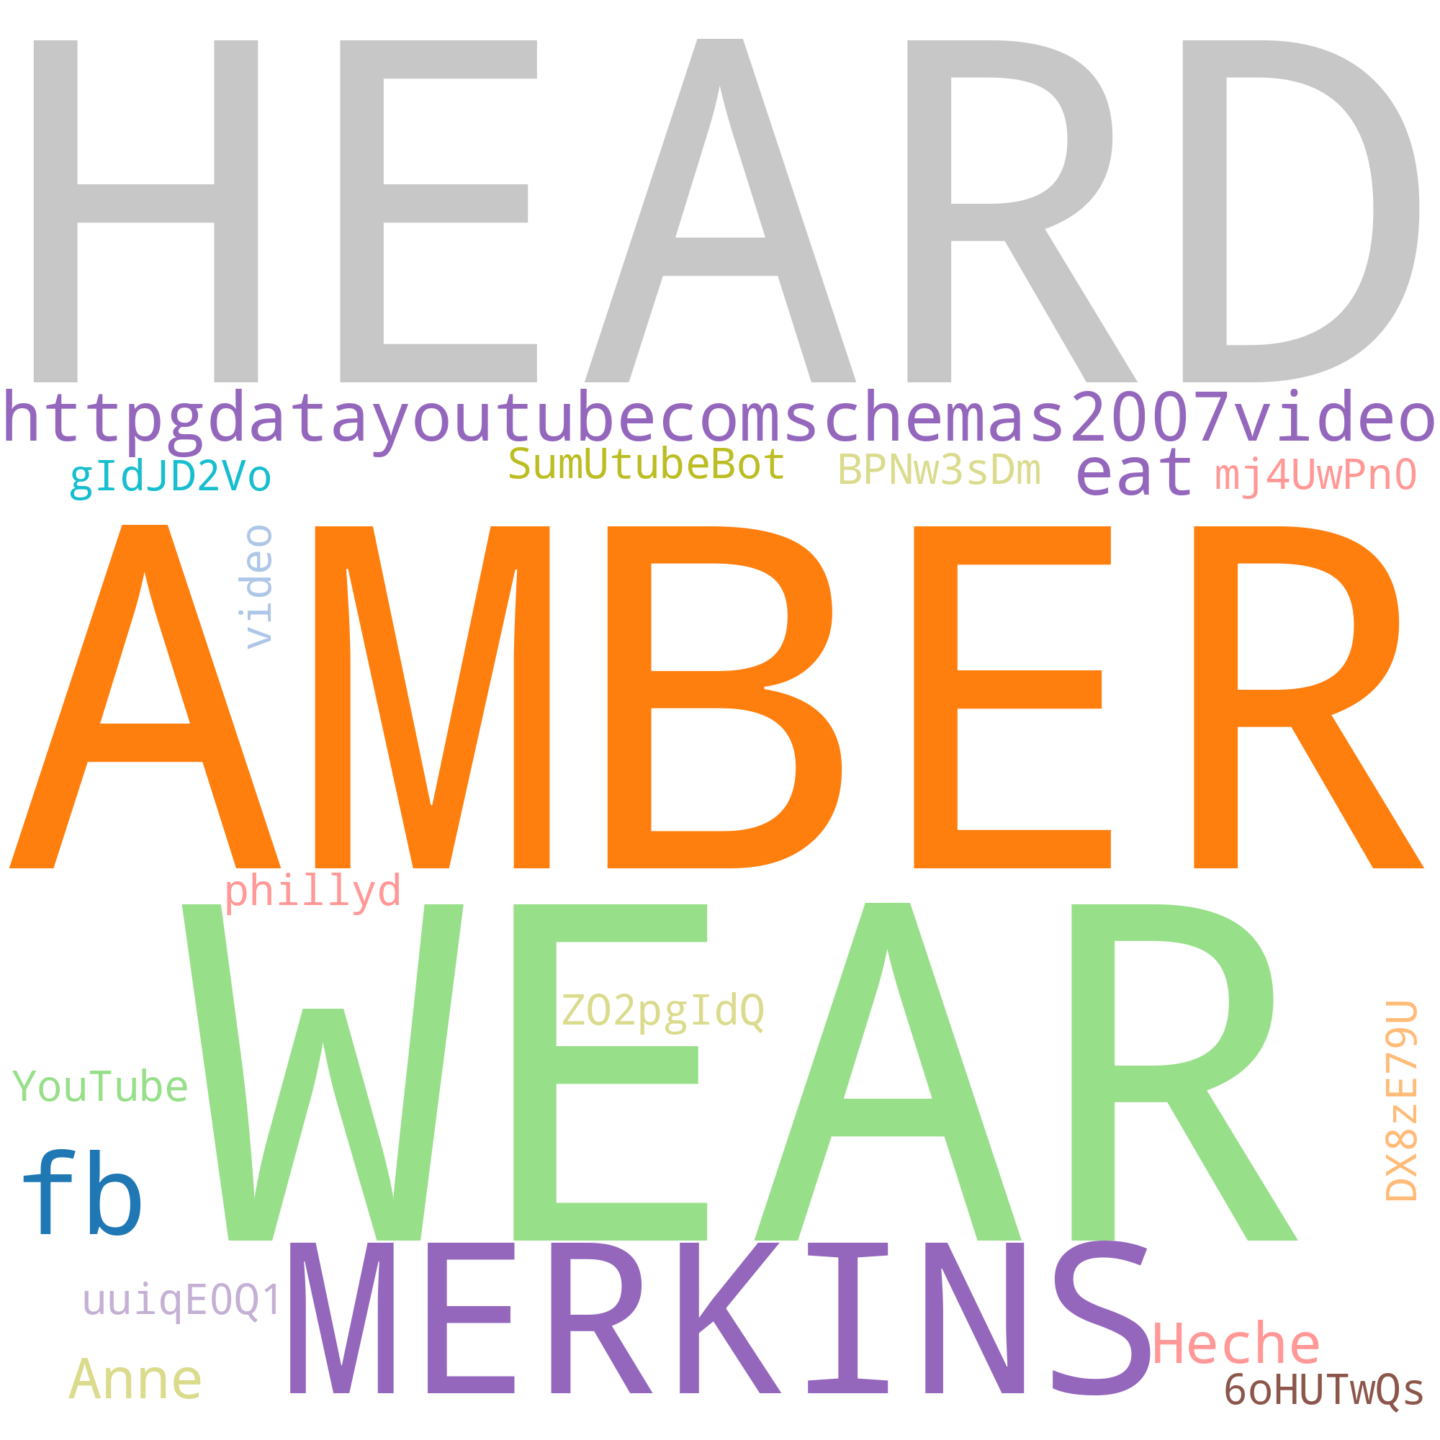 HEARD
httpgdatayoutubecomschemas2007video
gIdJD2Vo SumUtubeBot BPNw3sDm eat mj4UwPn0
video
AMBER
phillyd
WEAR
ZO2pgIdQ
DX8zE79U
YouTube
fb
MERKINS
uuiqE0Q1
Anne
Heche
6oHUTwQs